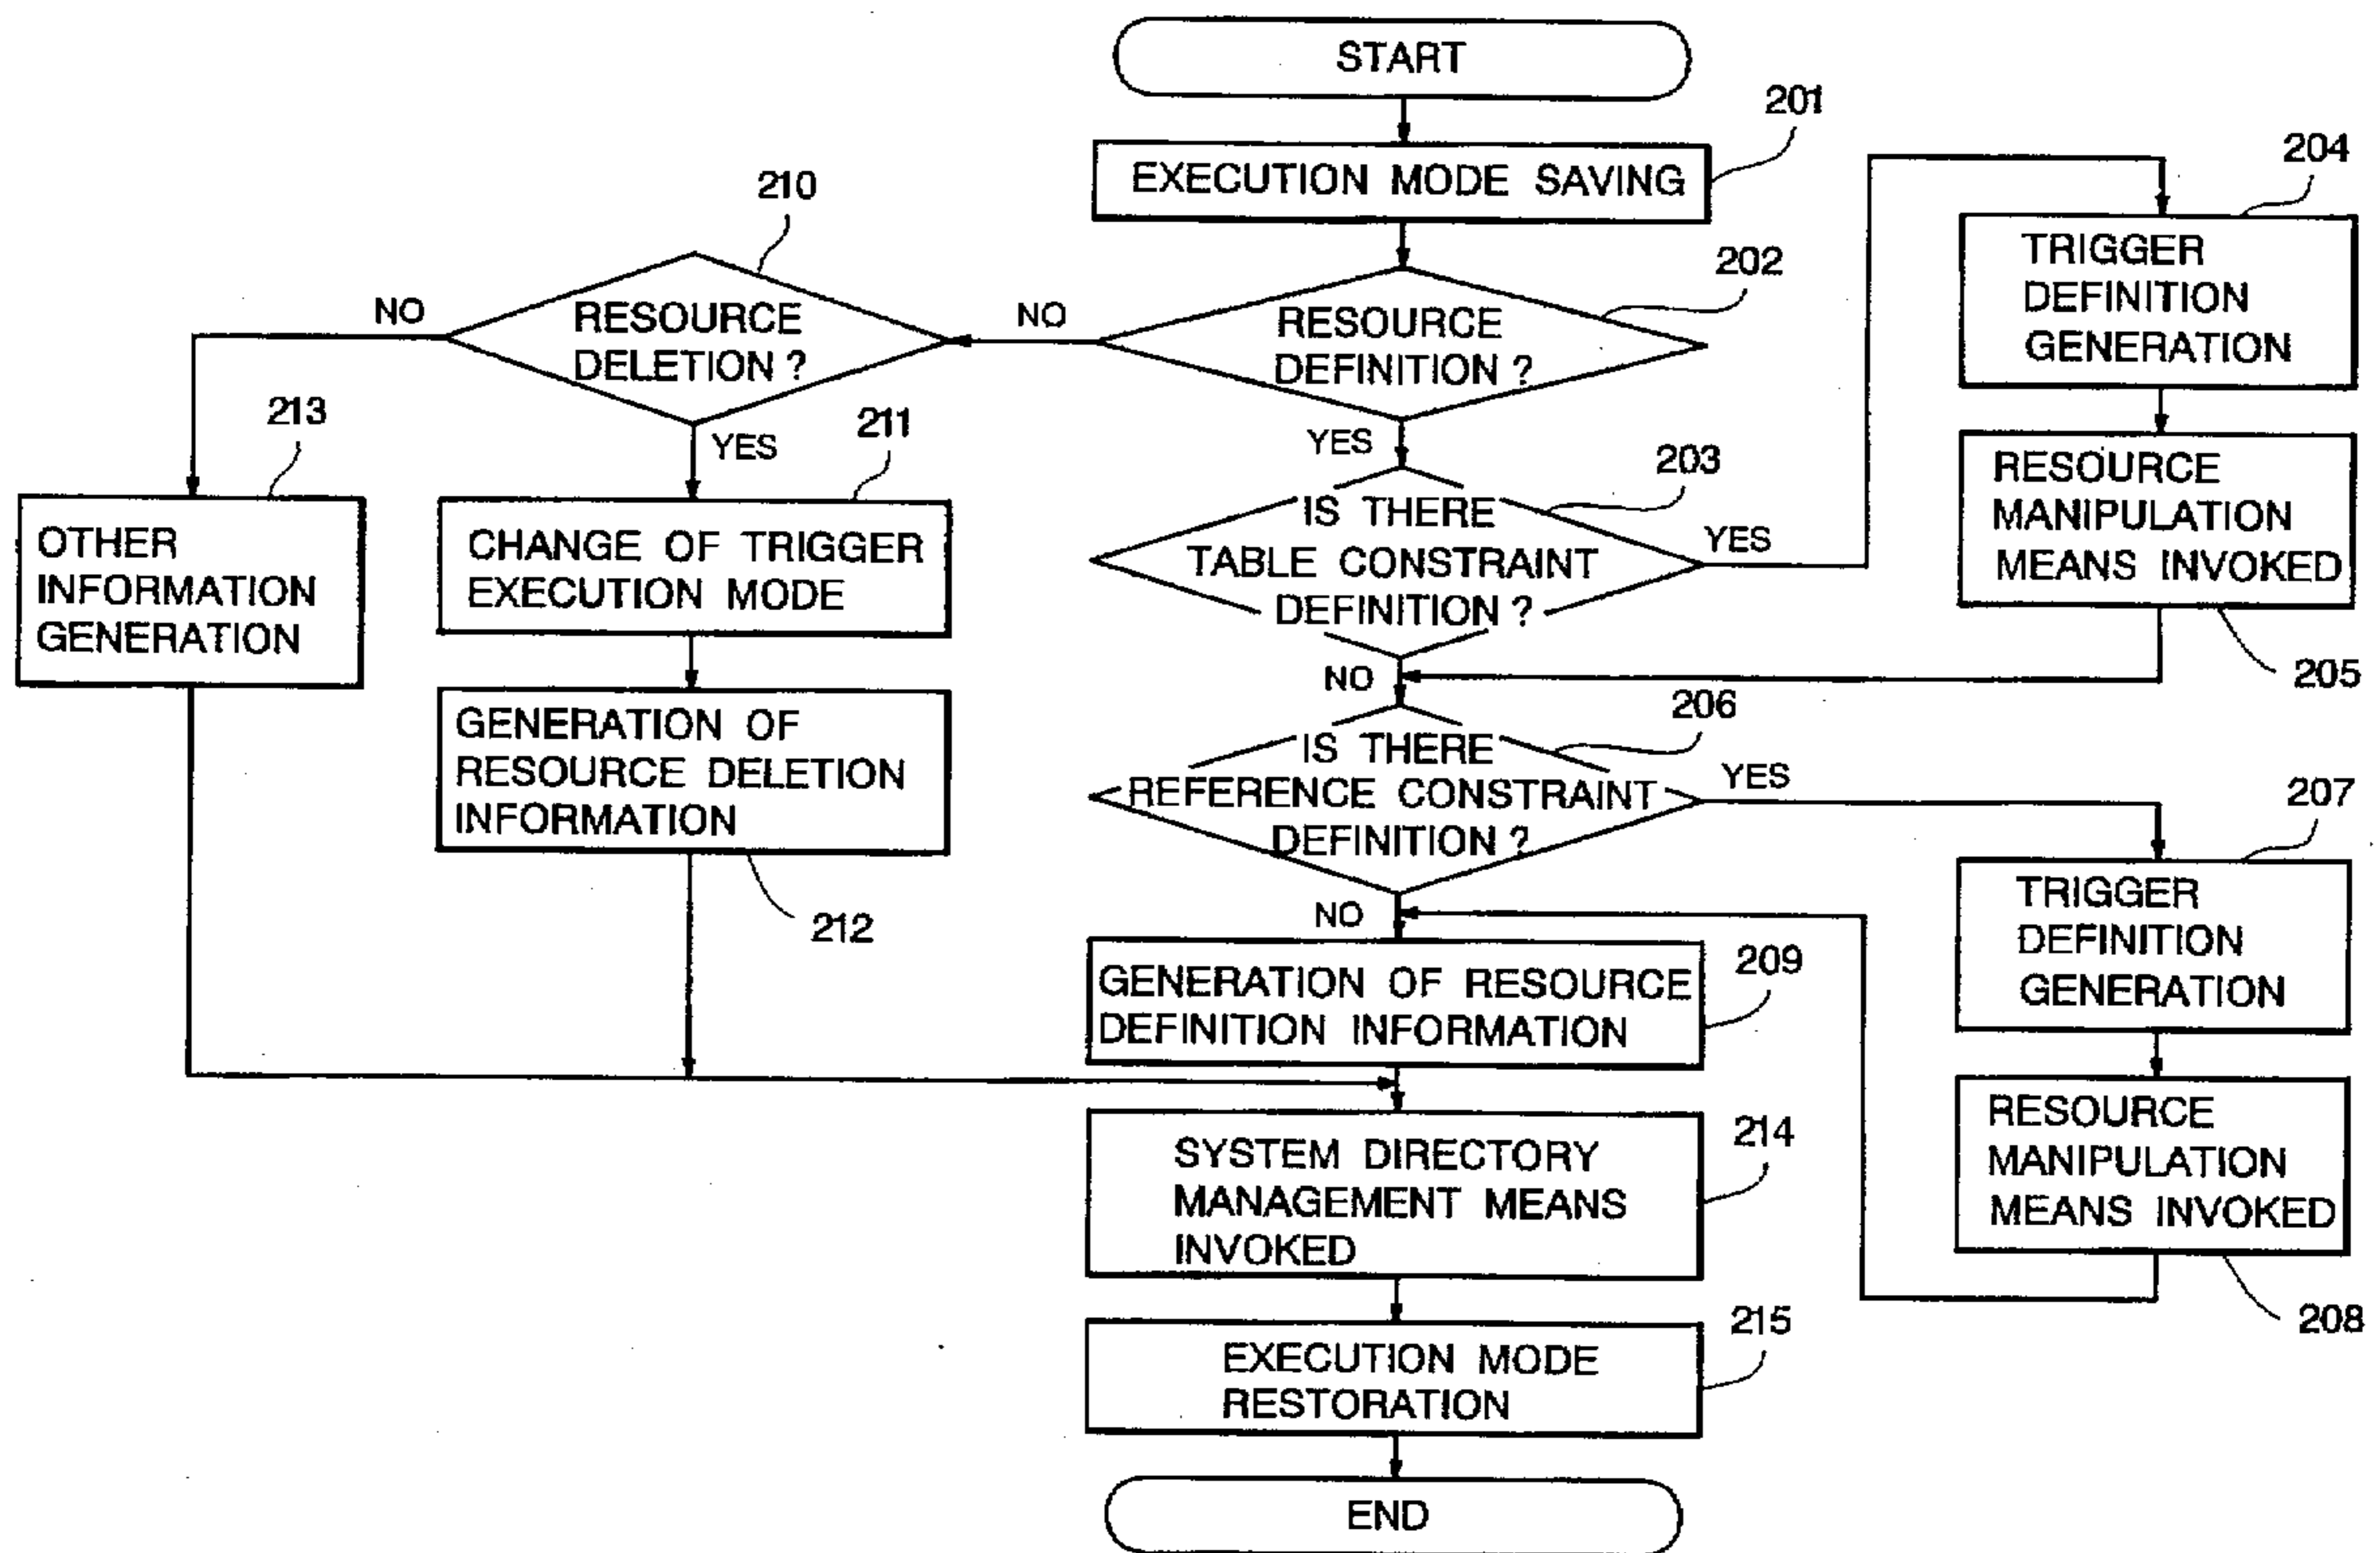 START
201
EXECUTION MODE SAVING
202
RESOURCE
DEFINITION ?
NO
YES
210
RESOURCE
DELETION ?
NO
YES
213
OTHER
INFORMATION
GENERATION
211
CHANGE OF TRIGGER
EXECUTION MODE
GENERATION OF
RESOURCE DELETION
INFORMATION
212
203
IS THERE
TABLE CONSTRAINT
DEFINITION ?
YES
NO
204
TRIGGER
DEFINITION
GENERATION
RESOURCE
MANIPULATION
MEANS INVOKED
205
206
IS THERE
REFERENCE CONSTRAINT
DEFINITION ?
YES
NO
207
TRIGGER
DEFINITION
GENERATION
RESOURCE
MANIPULATION
MEANS INVOKED
208
209
GENERATION OF RESOURCE
DEFINITION INFORMATION
214
SYSTEM DIRECTORY
MANAGEMENT MEANS
INVOKED
215
EXECUTION MODE
RESTORATION
END